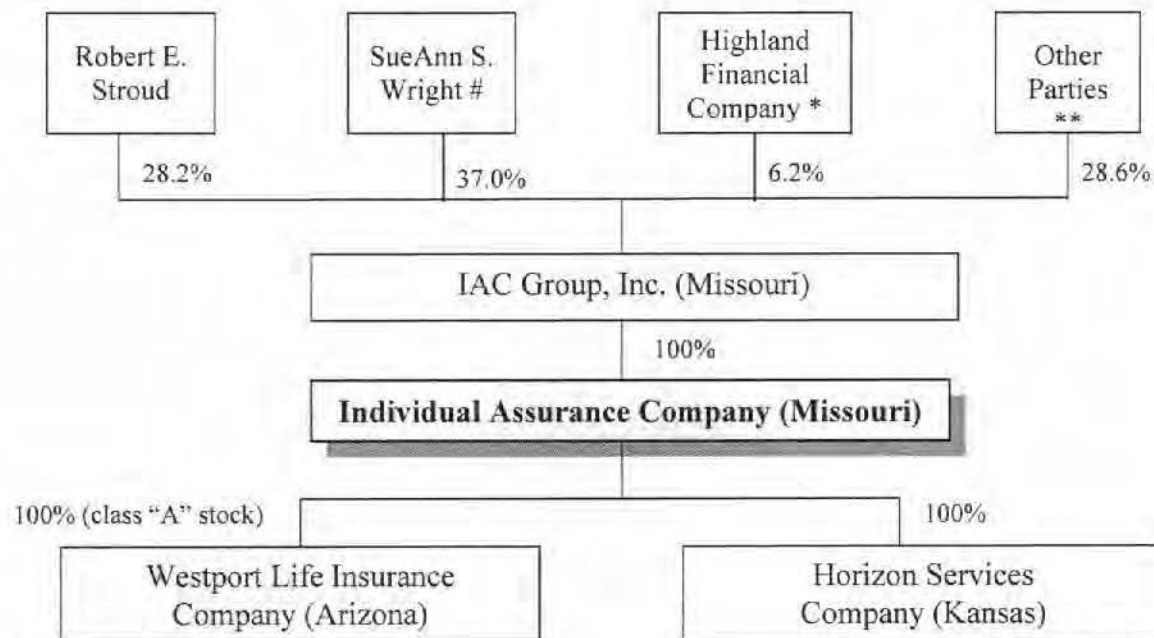 Robert E.
Stroud
SueAnn S.
Wright #
Highland
Financial
Company *
Other
Parties
**
28.2%
37.0%
6.2%
28.6%
IAC Group, Inc. (Missouri)
100%
Individual Assurance Company (Missouri)
100% (class “A” stock)
100%
Westport Life Insurance
Company (Arizona)
Horizon Services
Company (Kansas)